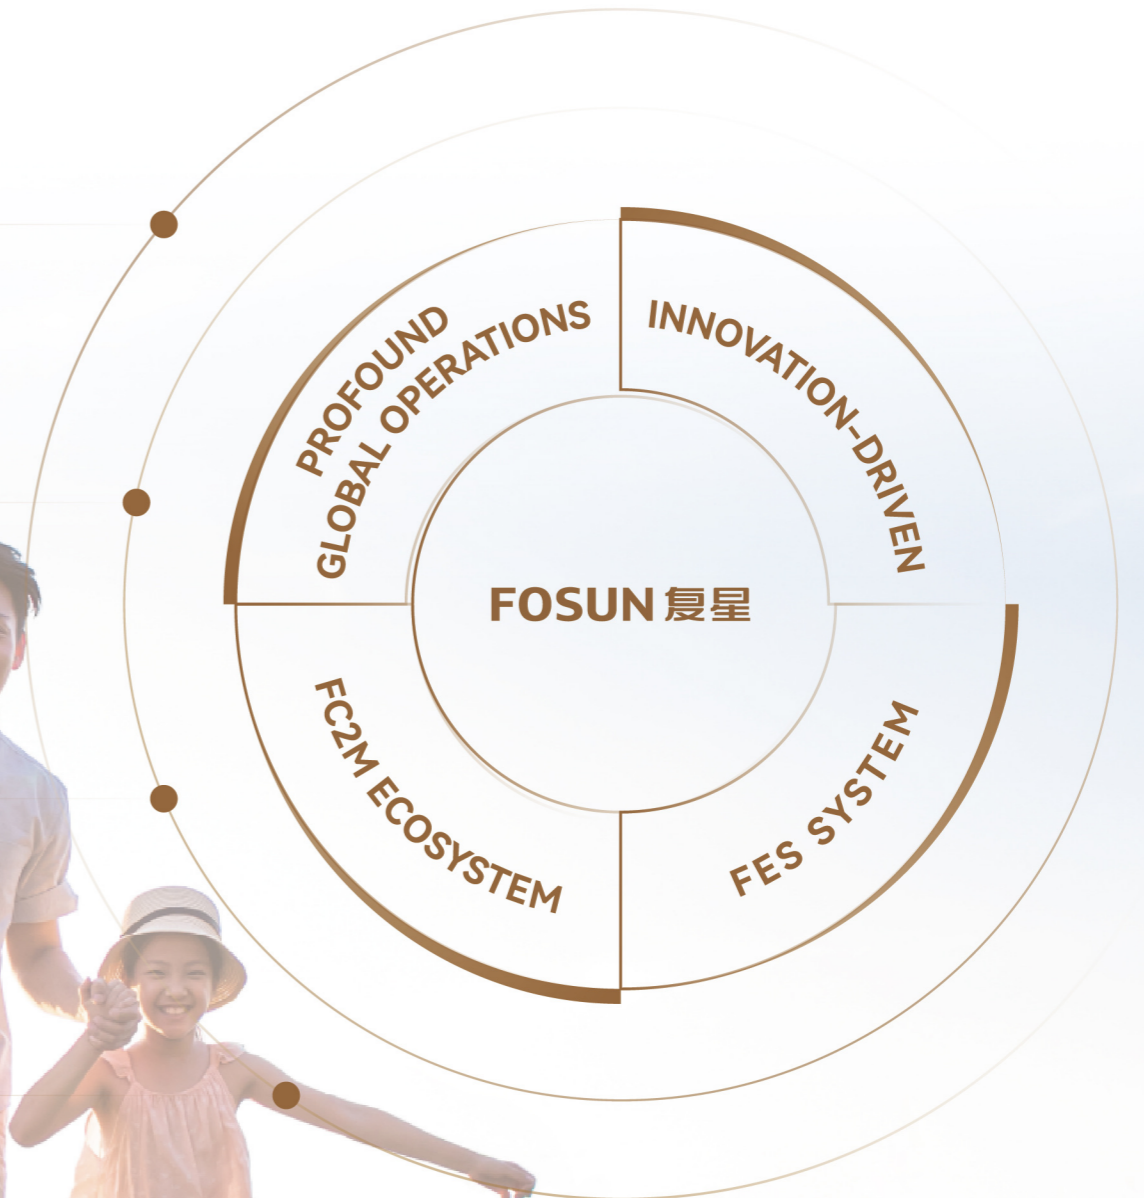 PROFOUND
GLOBAL OPERATIONS
INNOVATION-DRIVEN
FOSUN 复星
FC2M ECOSYSTEM
FES SYSTEM